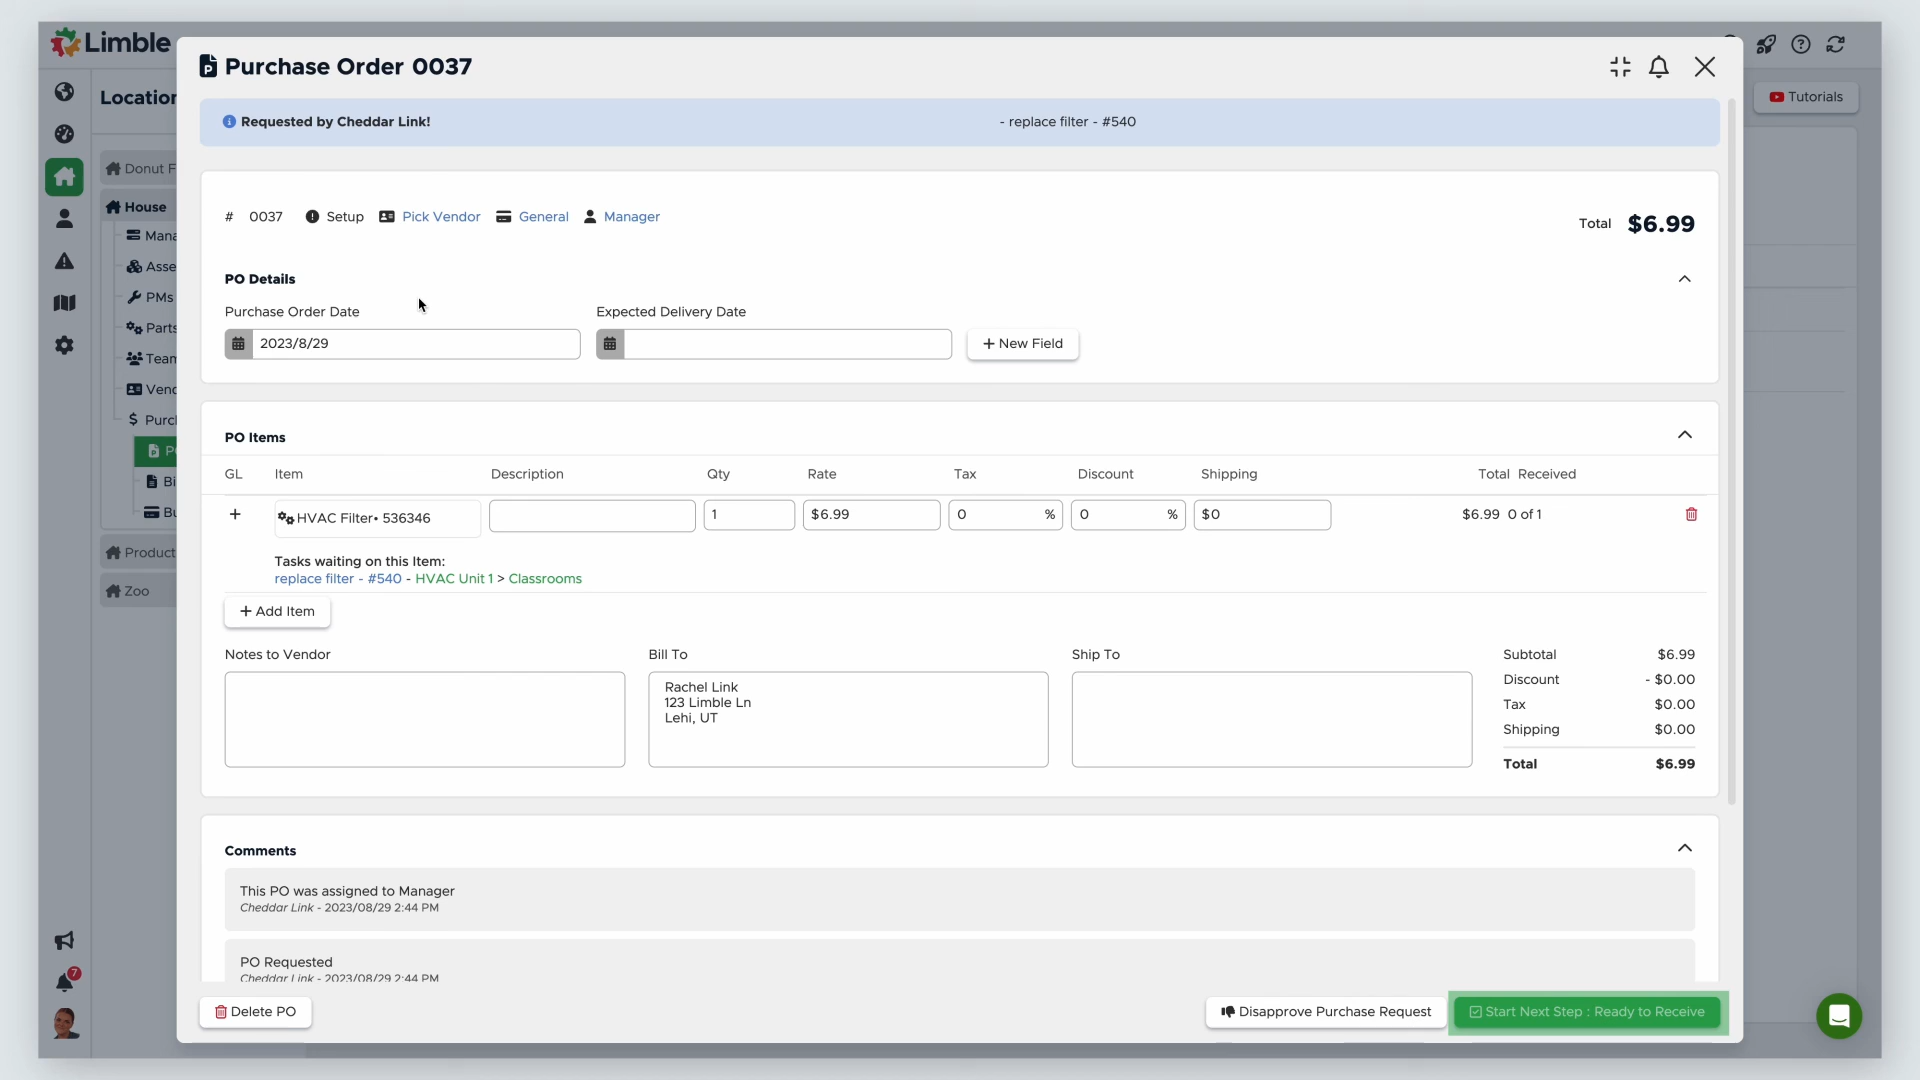 Limble
Purchase Order 0037
Location
Tutorials
Requested by Cheddar Link!
- replace filter - #540
Donut F
House
Mana
Asse
PMs
Parts
Team
Vend
Purch
Bi
Bu
Product
Zoo
# 0037 Setup Pick Vendor General Manager
Total $6.99
PO Details
Purchase Order Date
Expected Delivery Date
2023/8/29
+ New Field
PO Items
GL Item Description Qty Rate Tax Discount Shipping Total Received
+ HVAC Filter• 536346 1 $6.99 0 % 0 % $0 $6.99 0 of 1
Tasks waiting on this Item:
replace filter - #540 - HVAC Unit 1 > Classrooms
+ Add Item
Notes to Vendor
Bill To
Rachel Link
123 Limble Ln
Lehi, UT
Ship To
Subtotal $6.99
Discount - $0.00
Tax $0.00
Shipping $0.00
Total $6.99
Comments
This PO was assigned to Manager
Cheddar Link - 2023/08/29 2:44 PM
PO Requested
Cheddar Link - 2023/08/29 2:44 PM
7
Delete PO
Disapprove Purchase Request
Start Next Step : Ready to Receive